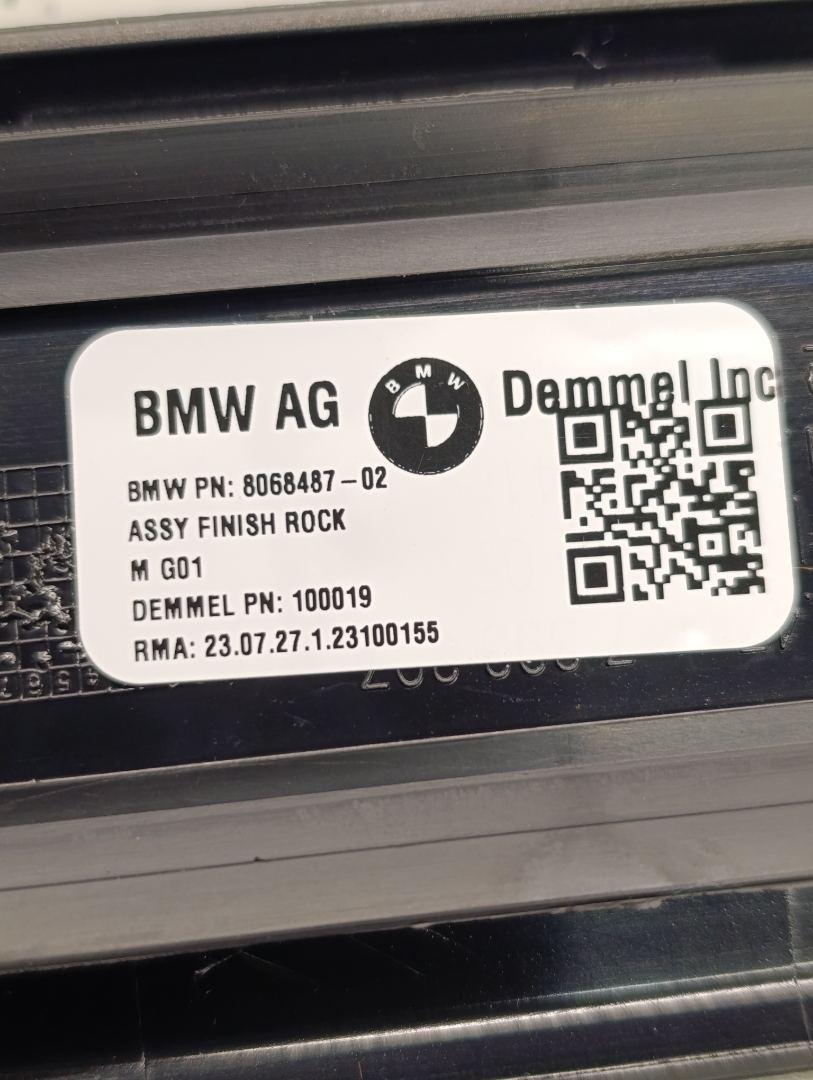 BMW AG
BMW
Demmel Inc
BMW PN: 8068487-02
ASSY FINISH ROCK
M G01
DEMMEL PN: 100019
RMA: 23.07.27.1.23100155